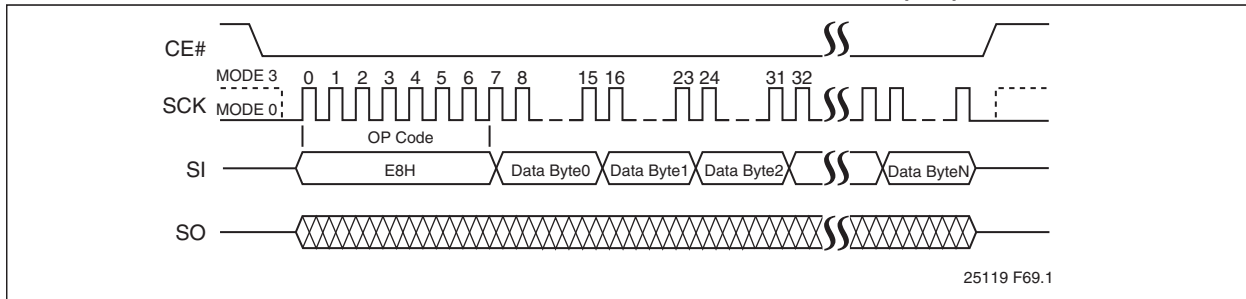 CE#
MODE 3
0 1 2 3 4 5 6 7 8 15 16 23 24 31 32
SCK
MODE 0
OP Code
SI
E8H
Data Byte0
Data Byte1
Data Byte2
Data ByteN
SO
25119 F69.1